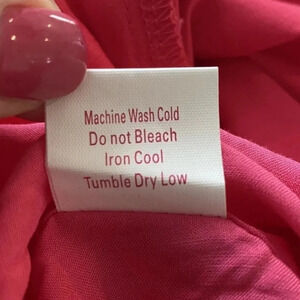 Machine Wash Cold
Do not Bleach
Iron Cool
Tumble Dry Low